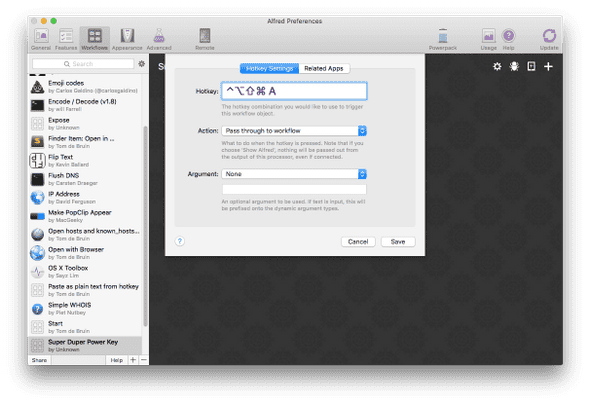 Alfred Preferences
General
Features
Workflows
Appearance
Advanced
Remote
Powerpack
Usage
Help
Update
Search
Emoji codes
by Carlos Galdino (@carlosgaldino)
Encode / Decode (v1.8)
by willfarrell
Expose
by Unknown
Finder Item: Open in ...
by Tom de Bruin
Flip Text
by Kevin Ballard
Flush DNS
by Carsten Draeger
IP Address
by David Ferguson
Make PopClip Appear
by MacGeeky
Open hosts and known_hosts...
by Tom de Bruin
Open with Browser
by Tom de Bruin
OS X Toolbox
Paste as plain text from hotkey
by Tom de Bruin
Simple WHOIS
by Piet Nutbey
Start
by Tom de Bruin
Super Duper Power Key
by Unknown
Share
Help
+
−
S
Hotkey Settings
Related Apps
Hotkey:
^⌥⇧⌘ A
The hotkey combination you would like to use to trigger
this workflow object.
Action:
Pass through to workflow
What to do when the hotkey is pressed. Note that if you
choose 'Show Alfred', nothing will be passed out from
the output of this processor, even if connected.
Argument:
None
An optional argument to be used. If text is input, this will
be prefixed onto the dynamic argument types.
?
Cancel
Save